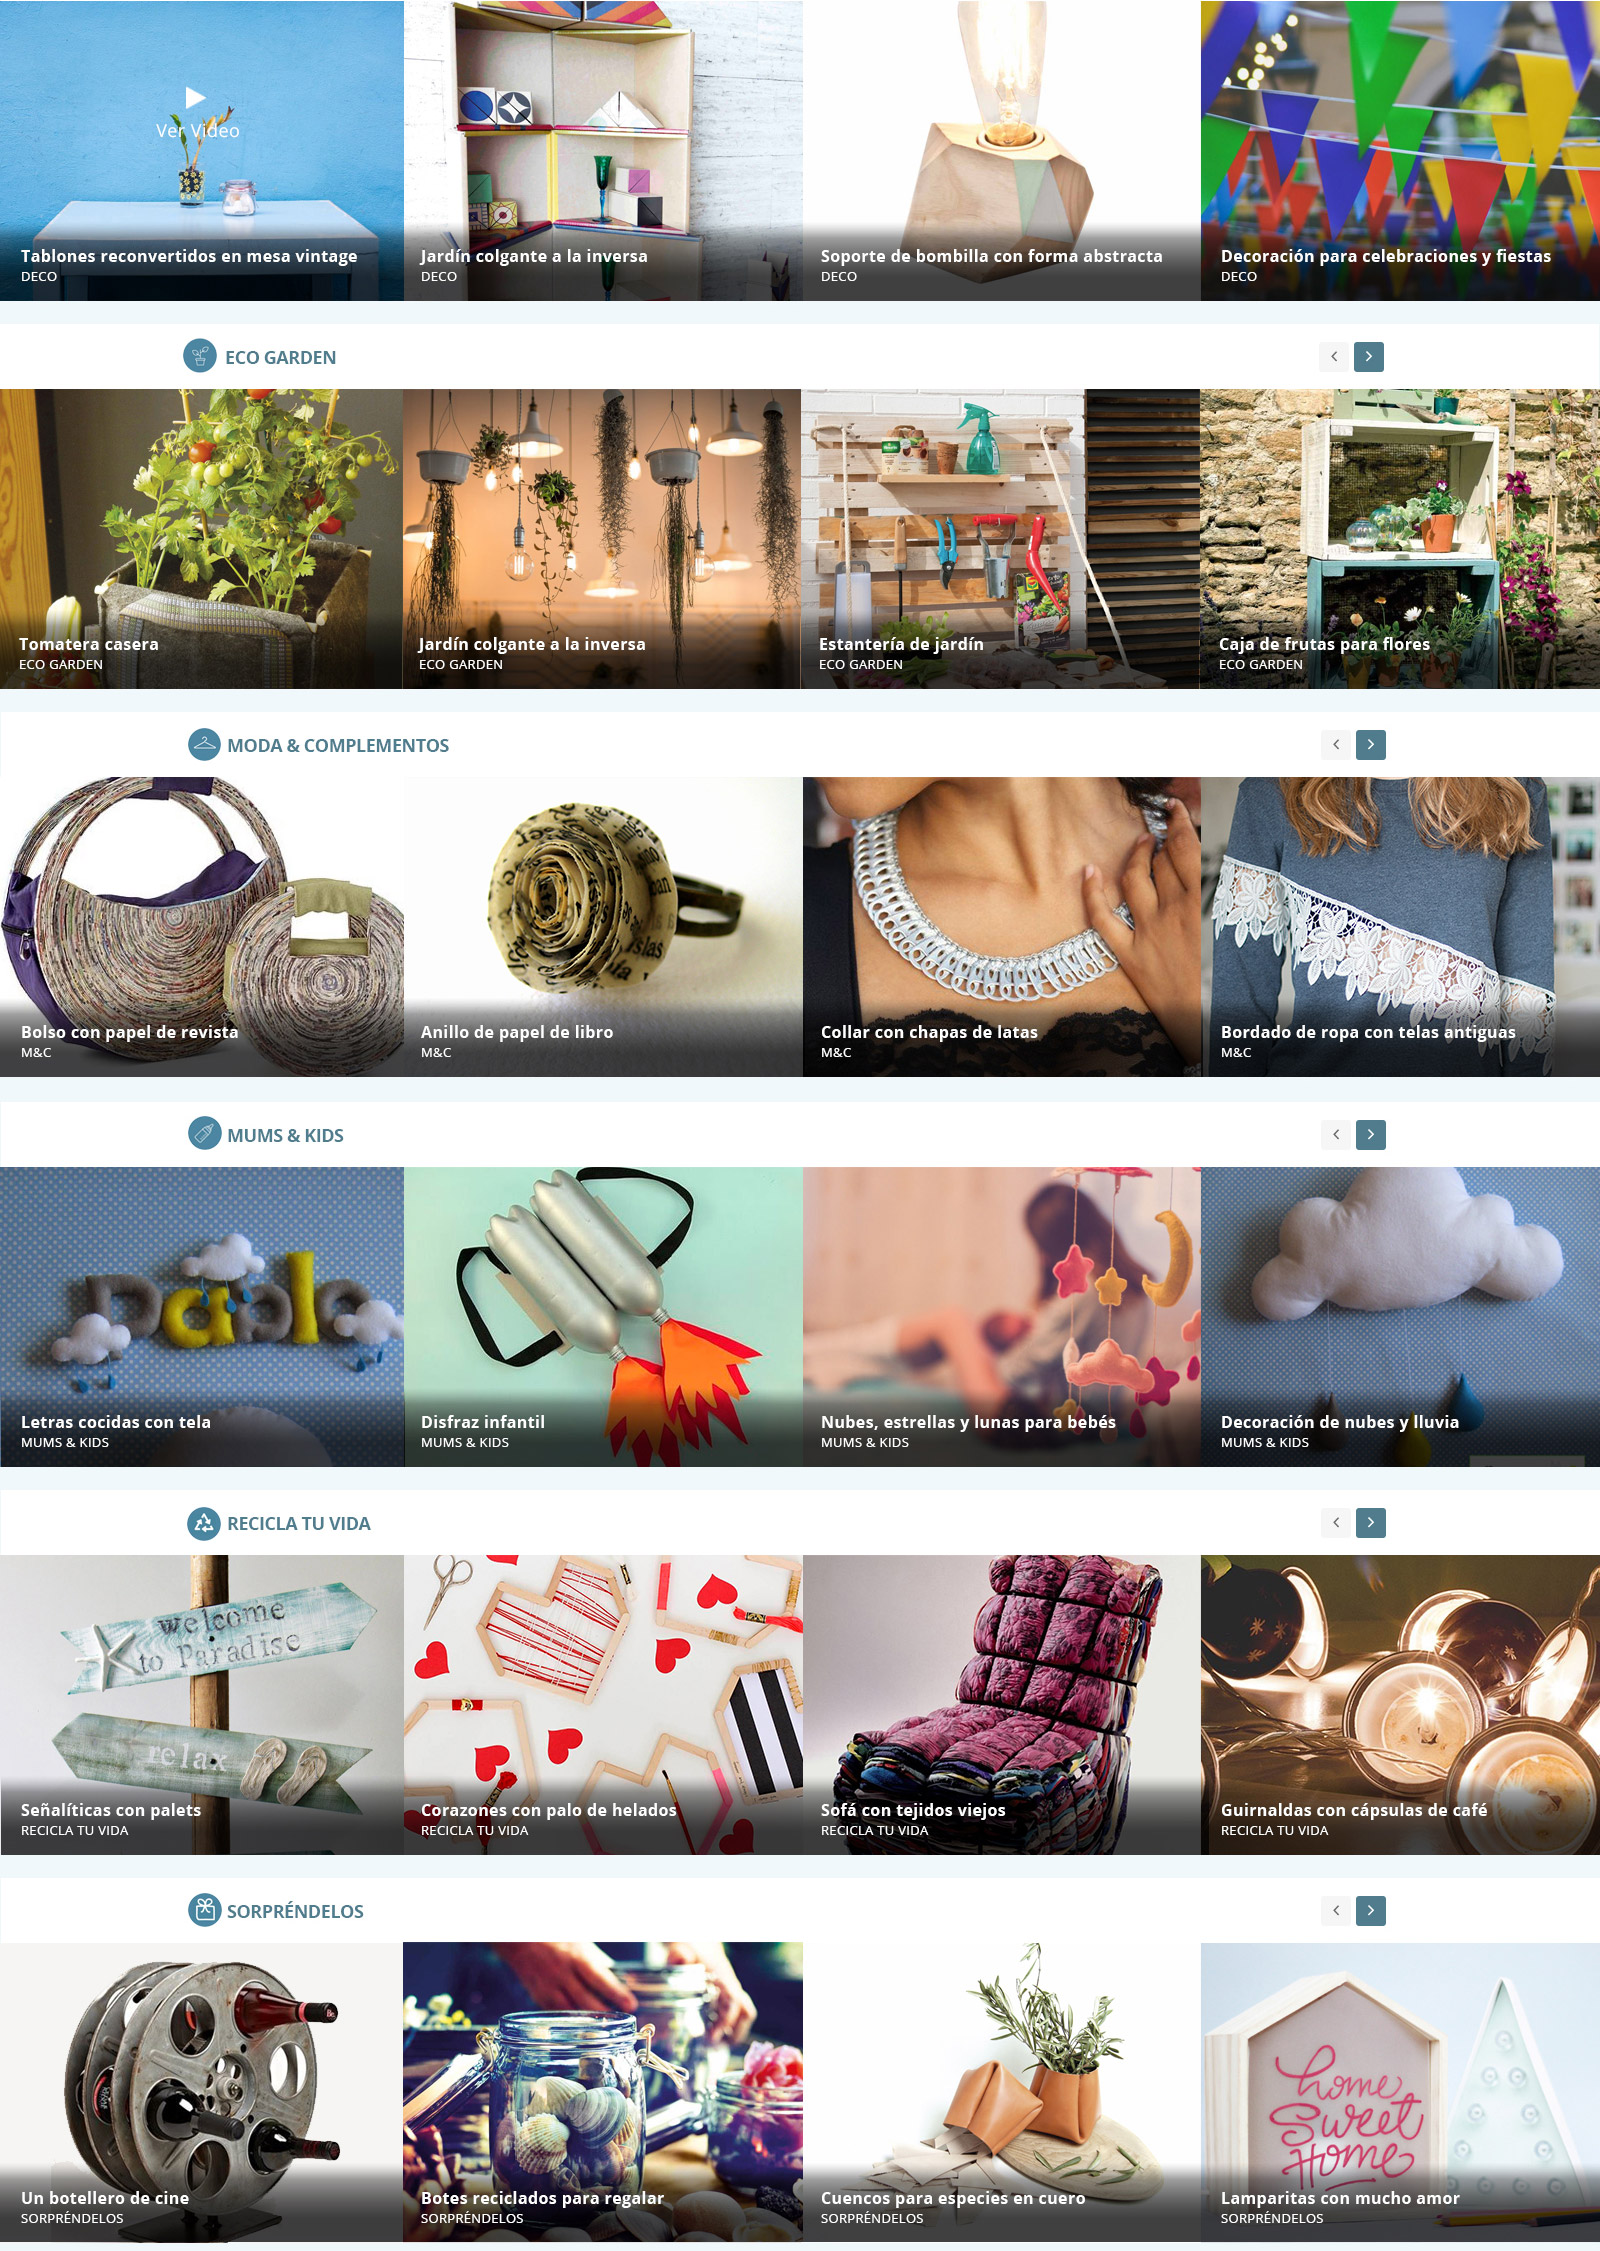 Ver Video
Tablones reconvertidos en mesa vintage
DECO
Jardín colgante a la inversa
DECO
Soporte de bombilla con forma abstracta
DECO
Decoración para celebraciones y fiestas
DECO
ECO GARDEN
Tomatera casera
ECO GARDEN
Jardín colgante a la inversa
ECO GARDEN
Estantería de jardín
ECO GARDEN
Caja de frutas para flores
ECO GARDEN
MODA & COMPLEMENTOS
Bolso con papel de revista
M&C
Anillo de papel de libro
M&C
Collar con chapas de latas
M&C
Bordado de ropa con telas antiguas
M&C
MUMS & KIDS
Pablo
Letras cocidas con tela
MUMS & KIDS
Disfraz infantil
MUMS & KIDS
Nubes, estrellas y lunas para bebés
MUMS & KIDS
Decoración de nubes y lluvia
MUMS & KIDS
RECICLA TU VIDA
welcome
to Paradise
relax
Señalíticas con palets
RECICLA TU VIDA
Corazones con palo de helados
RECICLA TU VIDA
Sofá con tejidos viejos
RECICLA TU VIDA
Guirnaldas con cápsulas de café
RECICLA TU VIDA
SORPRÉNDELOS
Un botellero de cine
SORPRÉNDELOS
Botes reciclados para regalar
SORPRÉNDELOS
Cuencos para especies en cuero
SORPRÉNDELOS
home
Sweet
Home
Lamparitas con mucho amor
SORPRÉNDELOS